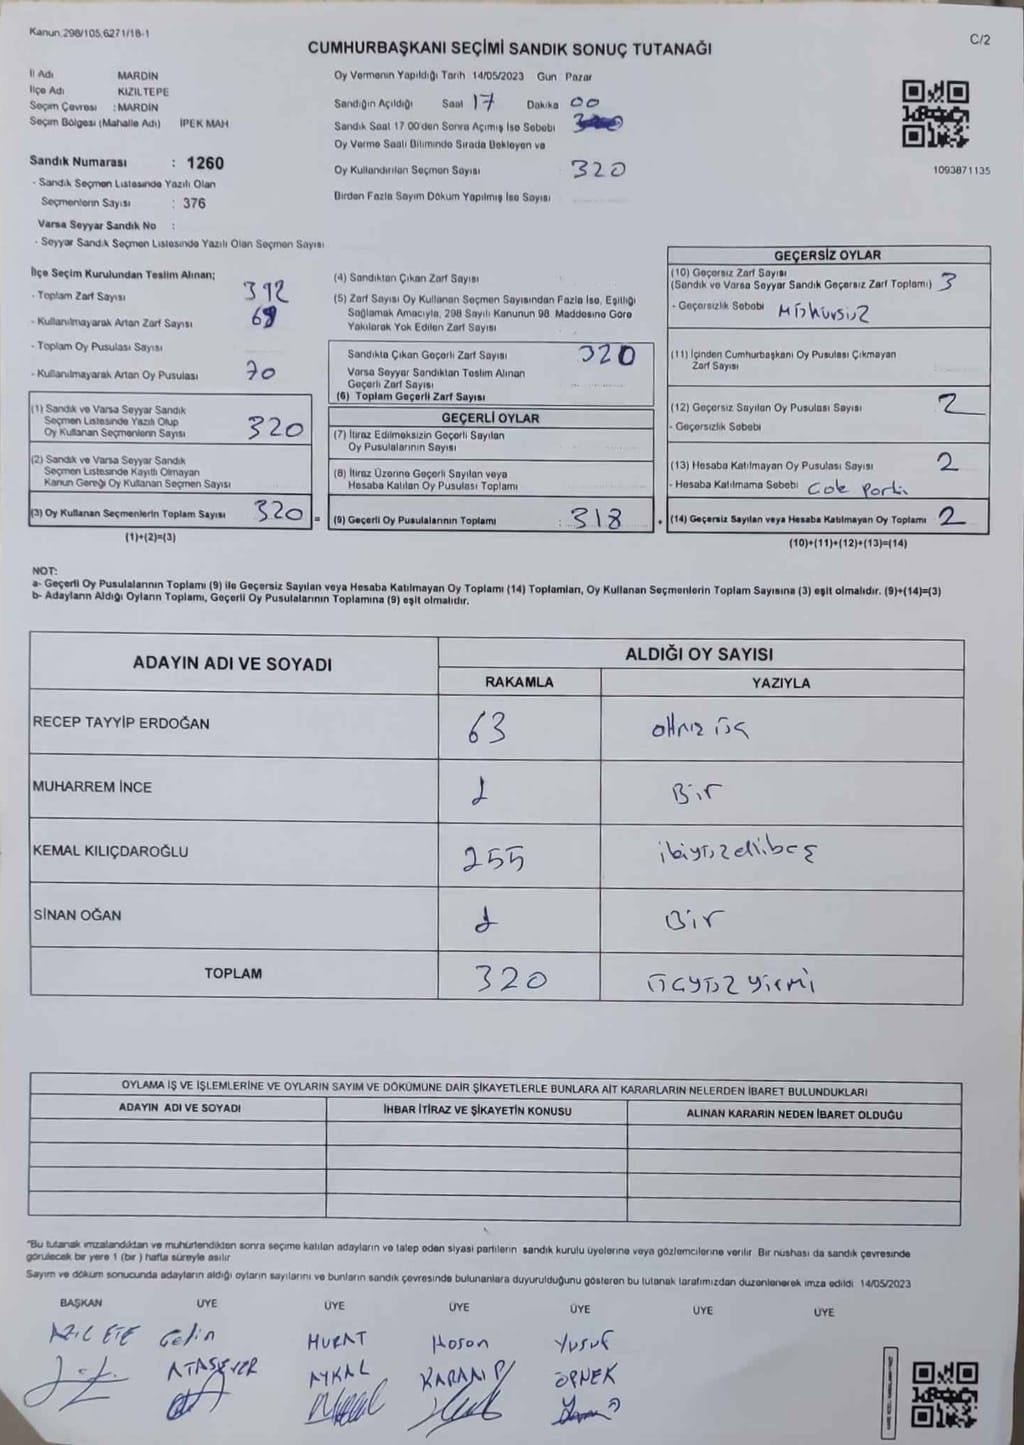 Kanun.298/105,6271/18-1
C/2
CUMHURBAŞKANI SEÇİMİ SANDIK SONUÇ TUTANAĞI
İl Adı MARDİN
İlçe Adı KIZILTEPE
Seçim Çevresi : MARDİN
Seçim Bölgesi (Mahalle Adı) İPEK MAH
Sandık Numarası : 1260
- Sandık Seçmen Listesinde Yazılı Olan
Seçmenlerin Sayısı : 376
Varsa Seyyar Sandık No :
- Seyyar Sandık Seçmen Listesinde Yazılı Olan Seçmen Sayısı
Oy Vermenin Yapıldığı Tarih 14/05/2023 Gün Pazar
Sandığın Açıldığı Saat 17 Dakika 00
Sandık Saat 17 00'den Sonra Açımış İse Sebebi
Oy Verme Saati Bitiminde Sırada Bekleyen ve
Oy Kullandırılan Seçmen Sayısı 320
Birden Fazla Sayım Döküm Yapılmış İse Sayısı
1093871135
İlçe Seçim Kurulundan Teslim Alınan;
- Toplam Zarf Sayısı 392
- Kullanılmayarak Artan Zarf Sayısı
- Toplam Oy Pusulası Sayısı
- Kullanılmayarak Artan Oy Pusulası 70
(1) Sandık ve Varsa Seyyar Sandık
Seçmen Listesinde Yazılı Olup
Oy Kullanan Seçmenlerin Sayısı 320
(2) Sandık ve Varsa Seyyar Sandık
Seçmen Listesinde Kayıtlı Olmayan
Kanun Gereği Oy Kullanan Seçmen Sayısı
(3) Oy Kullanan Seçmenlerin Toplam Sayısı 320 =
(1)+(2)=(3)
(4) Sandıktan Çıkan Zarf Sayısı
(5) Zarf Sayısı Oy Kullanan Seçmen Sayısından Fazla İse, Eşitliği
Sağlamak Amacıyla, 298 Sayılı Kanunun 98 Maddesine Göre
Yakılarak Yok Edilen Zarf Sayısı
Sandıkta Çıkan Geçerli Zarf Sayısı 320
Varsa Seyyar Sandıktan Teslim Alınan
Geçerli Zarf Sayısı
(6) Toplam Geçerli Zarf Sayısı
GEÇERLİ OYLAR
(7) İtiraz Edilmeksizin Geçerli Sayılan
Oy Pusulalarının Sayısı
(8) İtiraz Üzerine Geçerli Sayılan veya
Hesaba Katılan Oy Pusulası Toplamı
(9) Geçerli Oy Pusulalarının Toplamı : 318 +
GEÇERSİZ OYLAR
(10) Geçersiz Zarf Sayısı
(Sandık ve Varsa Seyyar Sandık Geçersiz Zarf Toplamı) 3
- Geçersizlik Sebebi Mühürsüz
(11) İçinden Cumhurbaşkanı Oy Pusulası Çıkmayan
Zarf Sayısı
(12) Geçersiz Sayılan Oy Pusulası Sayısı 2
- Geçersizlik Sebebi
(13) Hesaba Katılmayan Oy Pusulası Sayısı 2
- Hesaba Katılmama Sebebi Çok Partili
(14) Geçersiz Sayılan veya Hesaba Katılmayan Oy Toplamı 2
(10)+(11)+(12)+(13)=(14)
NOT:
a- Geçerli Oy Pusulalarının Toplamı (9) ile Geçersiz Sayılan veya Hesaba Katılmayan Oy Toplamı (14) Toplamları, Oy Kullanan Seçmenlerin Toplam Sayısına (3) eşit olmalıdır. (9)+(14)=(3)
b- Adayların Aldığı Oyların Toplamı, Geçerli Oy Pusulalarının Toplamına (9) eşit olmalıdır.
ADAYIN ADI VE SOYADI
ALDIĞI OY SAYISI
RAKAMLA YAZIYLA
RECEP TAYYİP ERDOĞAN 63
MUHARREM İNCE 1 Bir
KEMAL KILIÇDAROĞLU 255 ikiyüzellibeş
SİNAN OĞAN 1 Bir
TOPLAM 320 üçyüz yirmi
OYLAMA İŞ VE İŞLEMLERİNE VE OYLARIN SAYIM VE DÖKÜMÜNE DAİR ŞİKAYETLERLE BUNLARA AİT KARARLARIN NELERDEN İBARET BULUNDUKLARI
ADAYIN ADI VE SOYADI İHBAR İTİRAZ VE ŞİKAYETİN KONUSU ALINAN KARARIN NEDEN İBARET OLDUĞU
"Bu tutanak imzalandıktan ve mühürlendikten sonra seçime katılan adayların ve talep eden siyasi partilerin sandık kurulu üyelerine veya gözlemcilerine verilir Bir nüshası da sandık çevresinde
görülecek bir yere 1 (bir) hafta süreyle asılır
Sayım ve döküm sonucunda adayların aldığı oyların sayılarını ve bunların sandık çevresinde bulunanlara duyurulduğunu gösteren bu tutanak tarafımızdan düzenlenerek imza edildi 14/05/2023
BAŞKAN ÜYE ÜYE ÜYE ÜYE ÜYE ÜYE
AZİL ETE Çetin MURAT Hasan Yusuf
ATASEVER AYKAL ÖRNEK